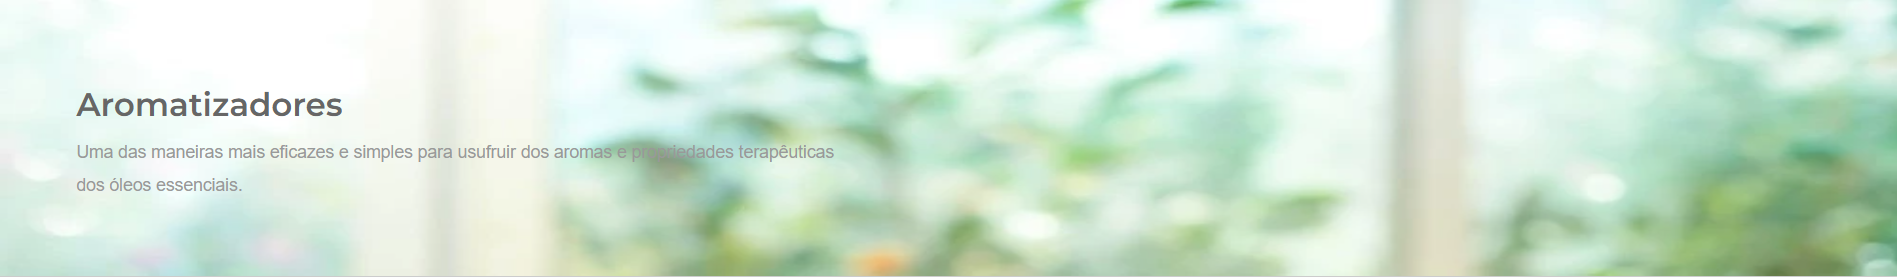 Aromatizadores
Uma das maneiras mais eficazes e simples para usufruir dos aromas e propriedades terapêuticas
dos óleos essenciais.